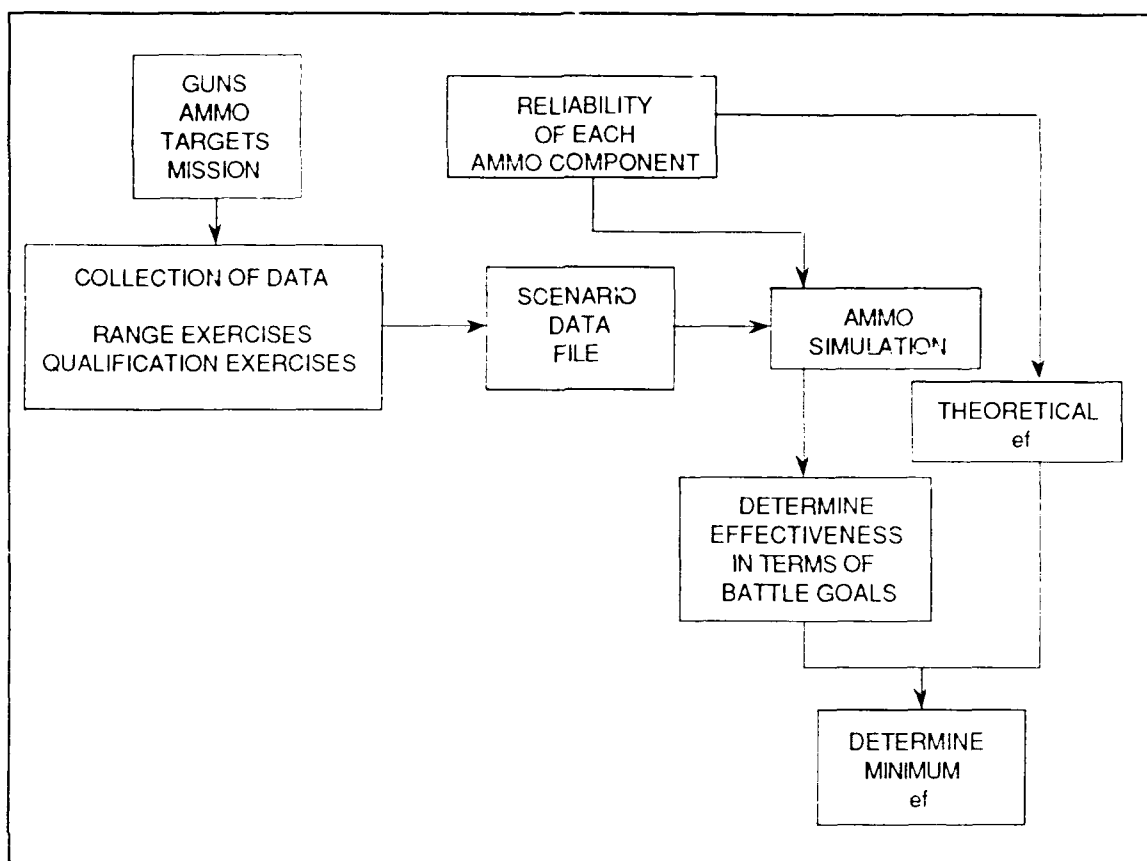 GUNS
AMMO
TARGETS
MISSION
RELIABILITY
OF EACH
AMMO COMPONENT
COLLECTION OF DATA
RANGE EXERCISES
QUALIFICATION EXERCISES
SCENARIO
DATA
FILE
AMMO
SIMULATION
THEORETICAL
ef
DETERMINE
EFFECTIVENESS
IN TERMS OF
BATTLE GOALS
DETERMINE
MINIMUM
ef